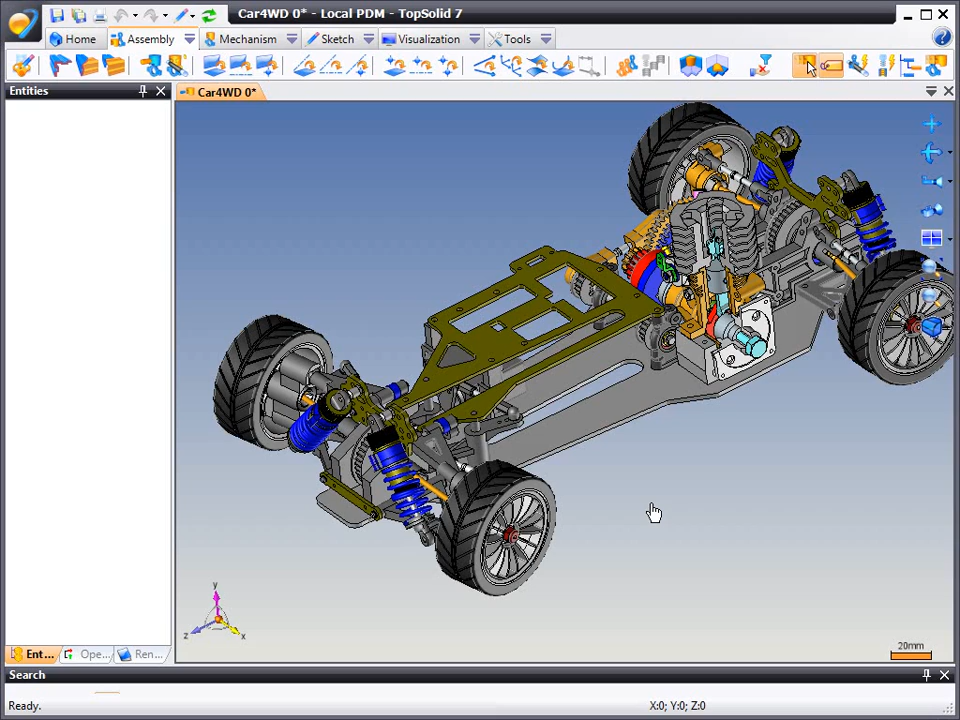 Car4WD 0* - Local PDM - TopSolid 7
Home Assembly Mechanism Sketch Visualization Tools
Entities
Car4WD 0*
y
z
x
20mm
Ent... Ope... Ren...
Search
Ready.
X:0; Y:0; Z:0